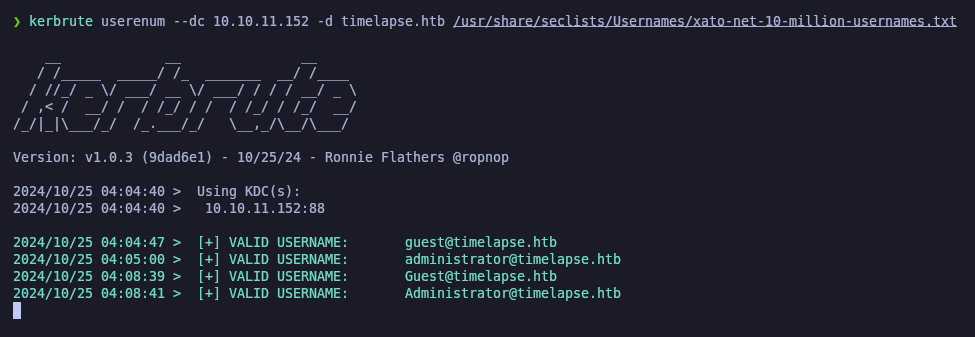 ❯ kerbrute userenum --dc 10.10.11.152 -d timelapse.htb /usr/share/seclists/Usernames/xato-net-10-million-usernames.txt
    __             __               __
   / /_____  _____/ /_  _______  __/ /____
  / //_/ _ \/ ___/ __ \/ ___/ / / / __/ _ \
 / ,< /  __/ /  / /_/ / /  / /_/ / /_/  __/
/_/|_|\___/_/  /_.___/_/   \__,_/\__/\___/
Version: v1.0.3 (9dad6e1) - 10/25/24 - Ronnie Flathers @ropnop
2024/10/25 04:04:40 >  Using KDC(s):
2024/10/25 04:04:40 >   10.10.11.152:88
2024/10/25 04:04:47 >  [+] VALID USERNAME:       guest@timelapse.htb
2024/10/25 04:05:00 >  [+] VALID USERNAME:       administrator@timelapse.htb
2024/10/25 04:08:39 >  [+] VALID USERNAME:       Guest@timelapse.htb
2024/10/25 04:08:41 >  [+] VALID USERNAME:       Administrator@timelapse.htb